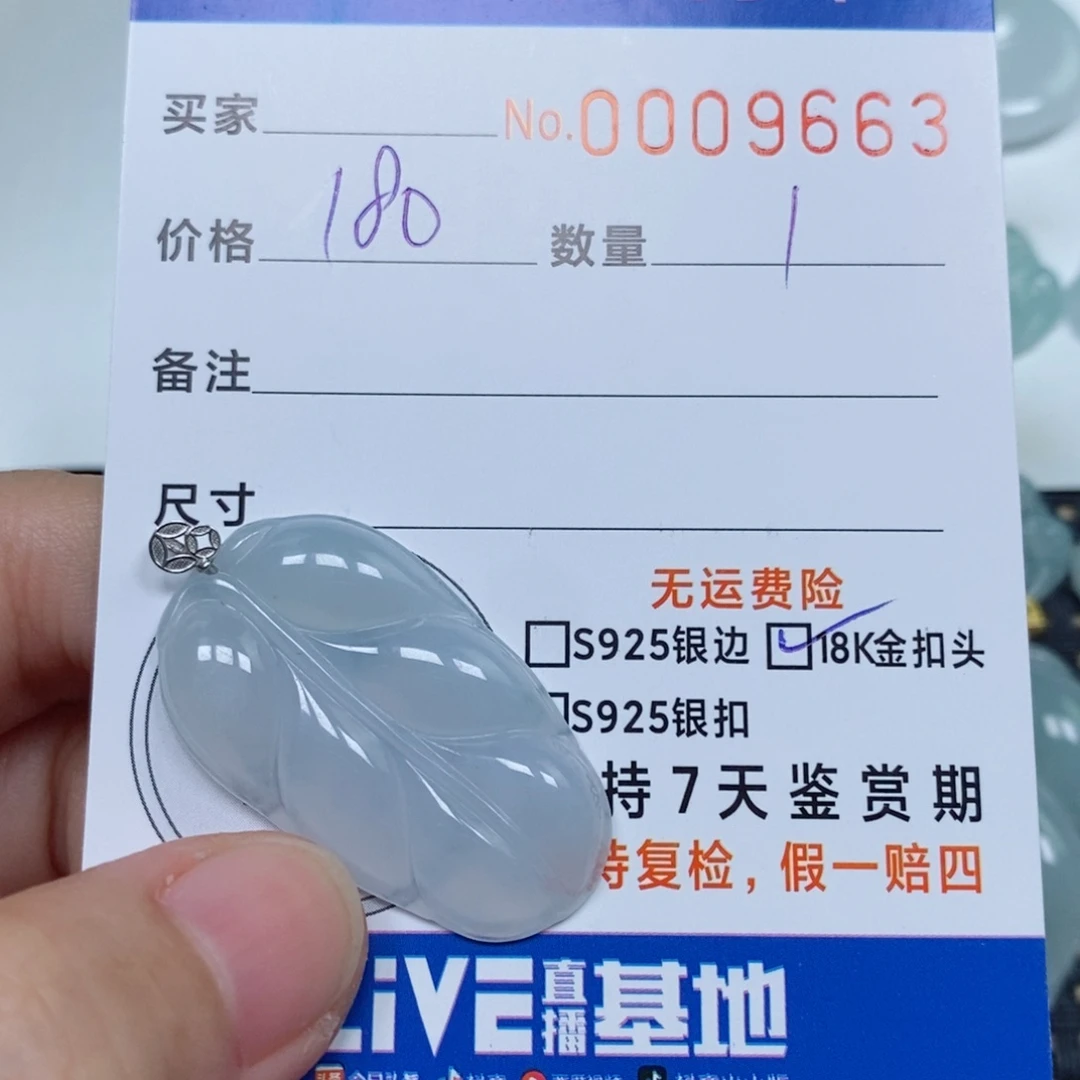 买家 No.0009663
价格 180 数量 1
备注
尺寸
无运费险
S925银边 18K金扣头
S925银扣
持7天鉴赏期
持复检，假一赔四
LiVE直播基地